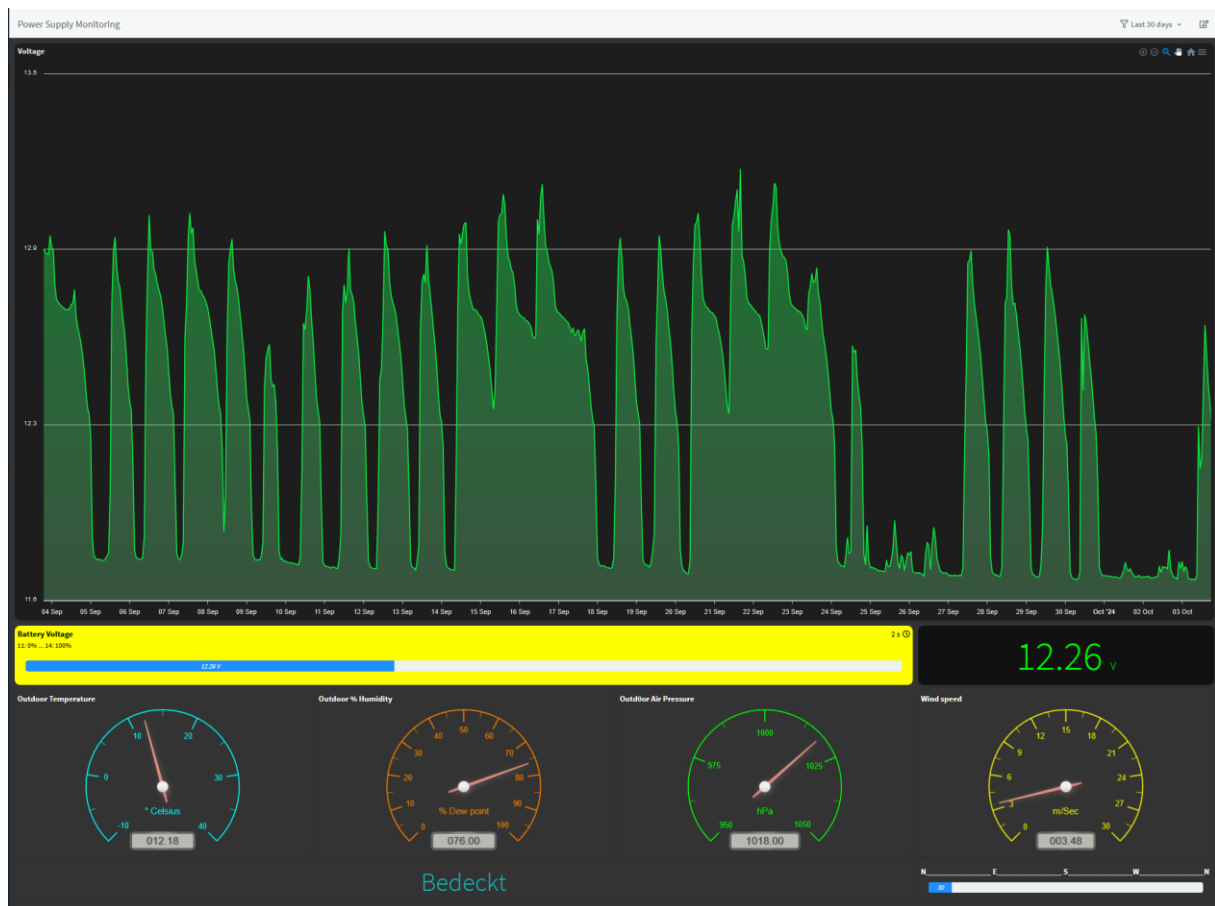 Power Supply Monitoring
Last 30 days
Voltage
13.5
12.9
12.3
11.6
04 Sep 05 Sep 06 Sep 07 Sep 08 Sep 09 Sep 10 Sep 11 Sep 12 Sep 13 Sep 14 Sep 15 Sep 16 Sep 17 Sep 18 Sep 19 Sep 20 Sep 21 Sep 22 Sep 23 Sep 24 Sep 25 Sep 26 Sep 27 Sep 28 Sep 29 Sep 30 Sep Oct '24 02 Oct 03 Oct
Battery Voltage
2 s
11: 0% ... 14: 100%
12.26 V
12.26 V
Outdoor Temperature
-10 0 10 20 30 40
° Celsius
012.18
Outdoor % Humidity
0 10 20 30 40 50 60 70 80 90 100
% Dew point
076.00
Outd0or Air Pressure
950 975 1000 1025 1050
hPa
1018.00
Wind speed
0 3 6 9 12 15 18 21 24 27 30
m/Sec
003.48
Bedeckt
N________________E________________S________________W________________N
30